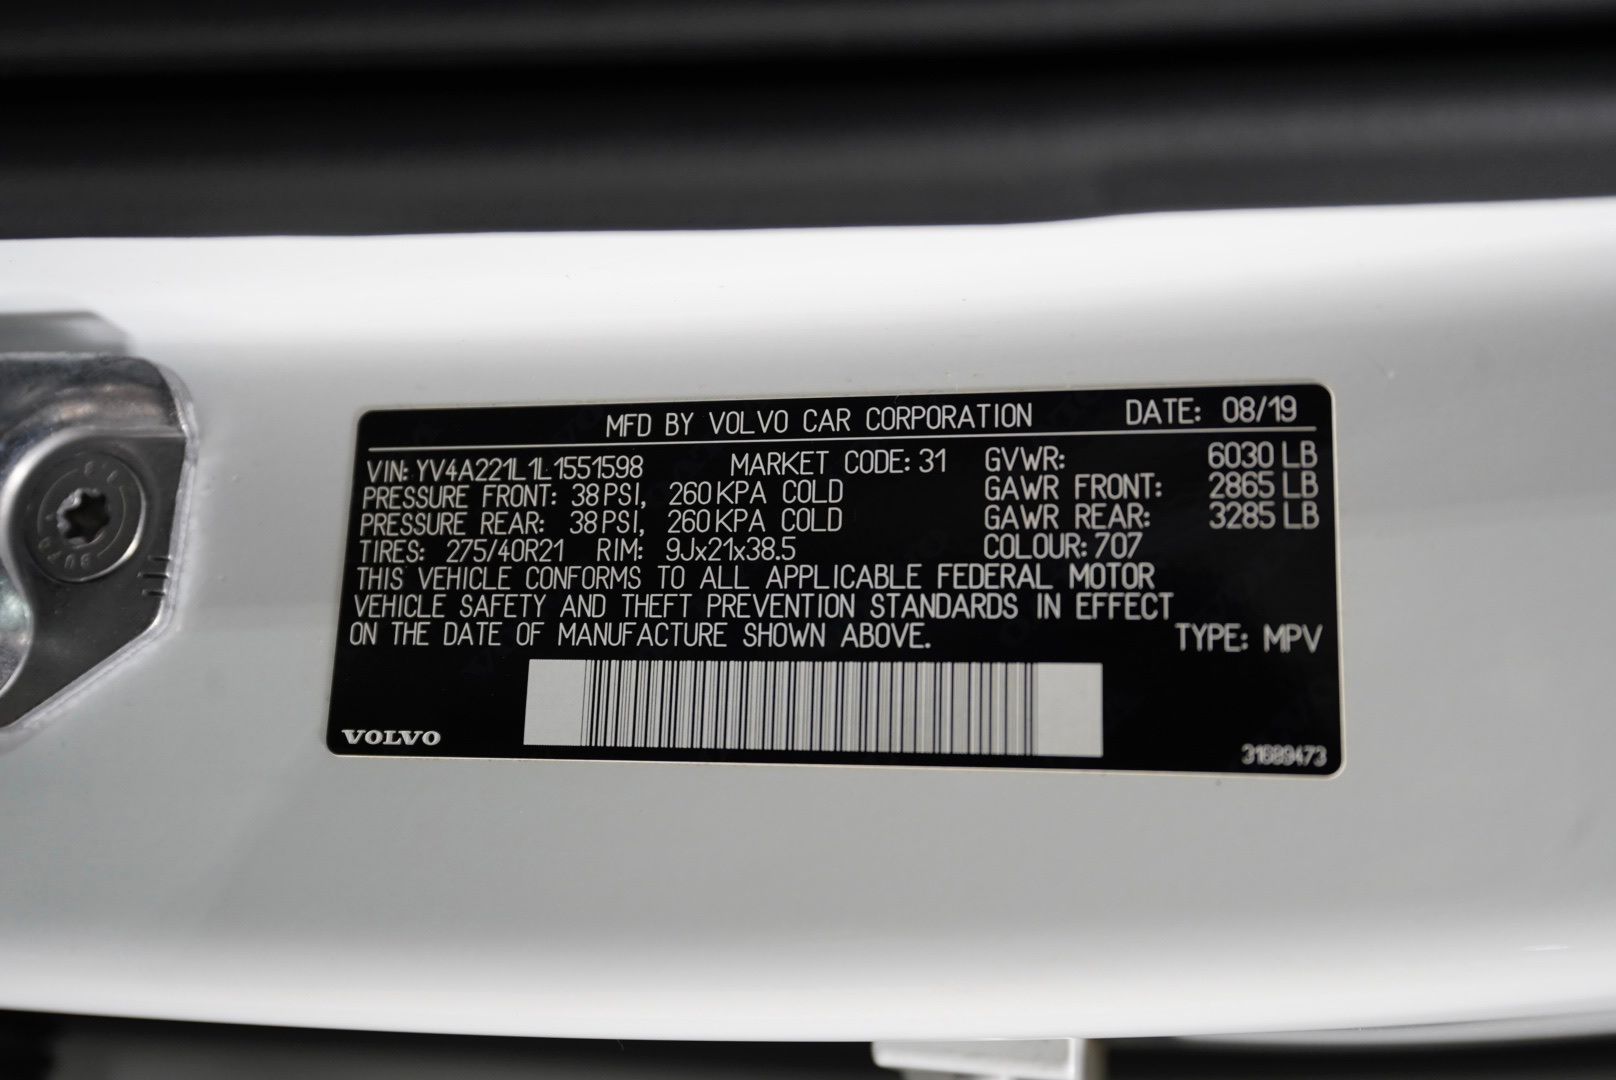 MFD BY VOLVO CAR CORPORATION DATE: 08/19
VIN: YV4A221L1L1551598 MARKET CODE: 31 GVWR: 6030 LB
PRESSURE FRONT: 38 PSI, 260 KPA COLD GAWR FRONT: 2865 LB
PRESSURE REAR: 38 PSI, 260 KPA COLD GAWR REAR: 3285 LB
TIRES: 275/40R21 RIM: 9Jx21x38.5 COLOUR: 707
THIS VEHICLE CONFORMS TO ALL APPLICABLE FEDERAL MOTOR
VEHICLE SAFETY AND THEFT PREVENTION STANDARDS IN EFFECT
ON THE DATE OF MANUFACTURE SHOWN ABOVE. TYPE: MPV
VOLVO 31689473